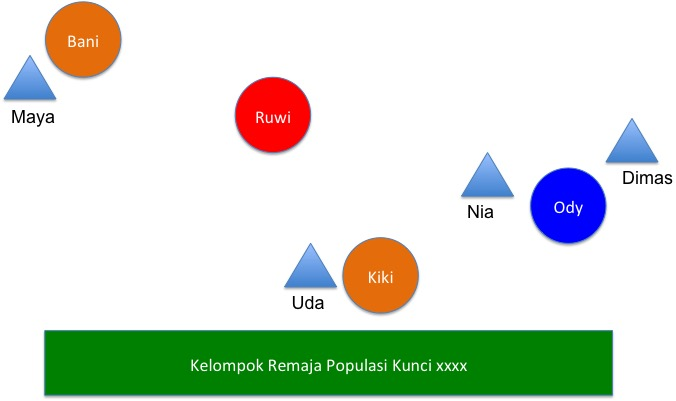 Bani
Maya
Ruwi
Dimas
Nia
Ody
Kiki
Uda
Kelompok Remaja Populasi Kunci xxxx